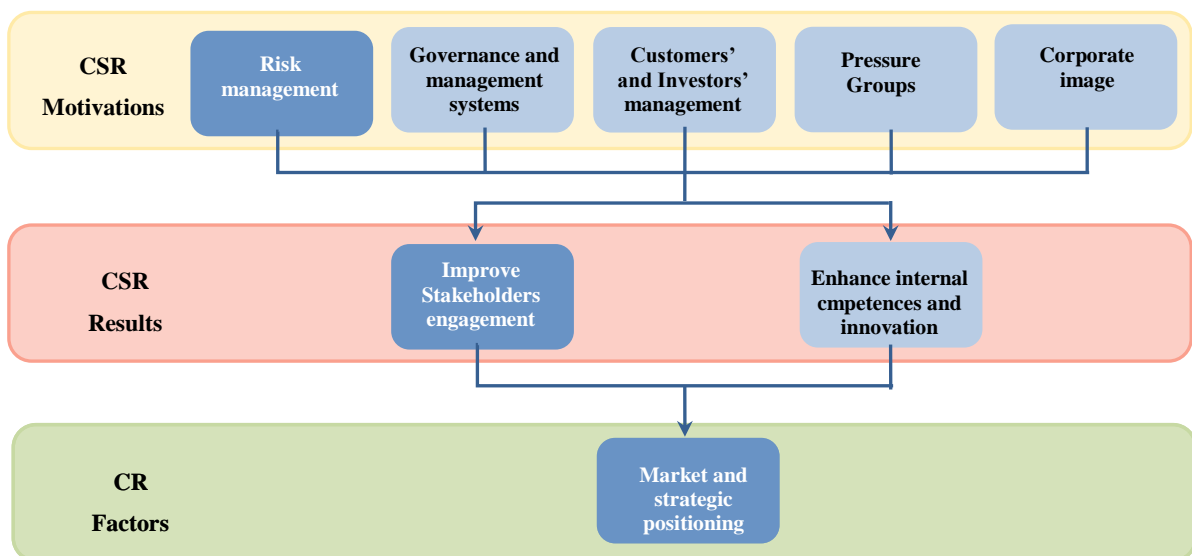 CSR
Motivations
Risk
management
Governance and
management
systems
Customers’
and Investors’
management
Pressure
Groups
Corporate
image
CSR
Results
Improve
Stakeholders
engagement
Enhance internal
cmpetences and
innovation
CR
Factors
Market and
strategic
positioning